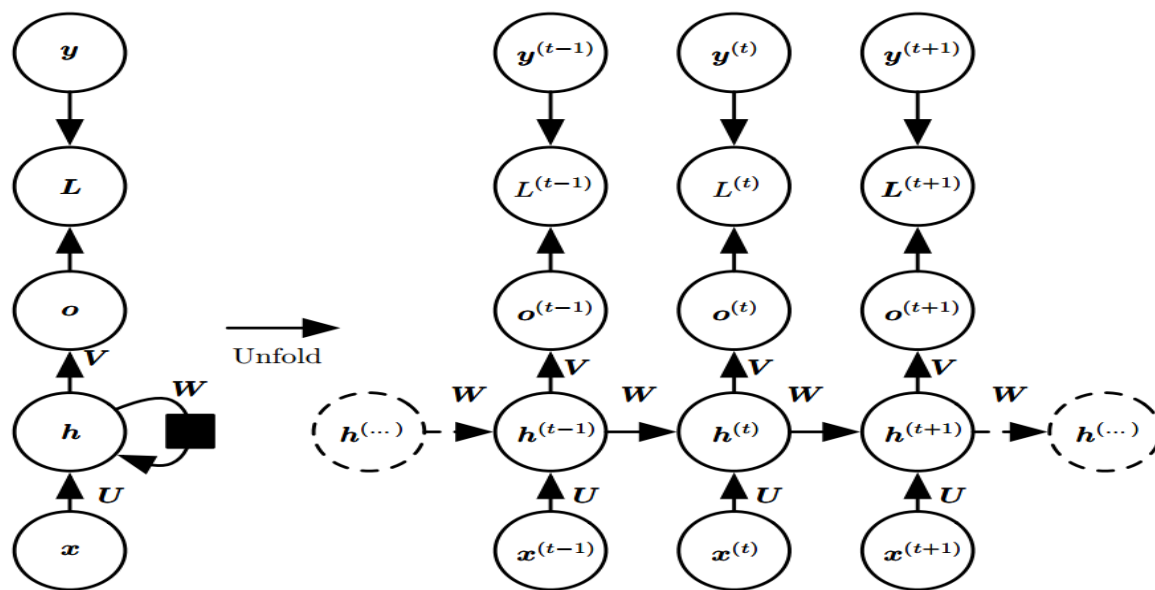 y y^(t−1) y^(t) y^(t+1)
L L^(t−1) L^(t) L^(t+1)
o o^(t−1) o^(t) o^(t+1)
Unfold
V V V V
W W W W W
h h^(...) h^(t−1) h^(t) h^(t+1) h^(...)
U U U U
x x^(t−1) x^(t) x^(t+1)